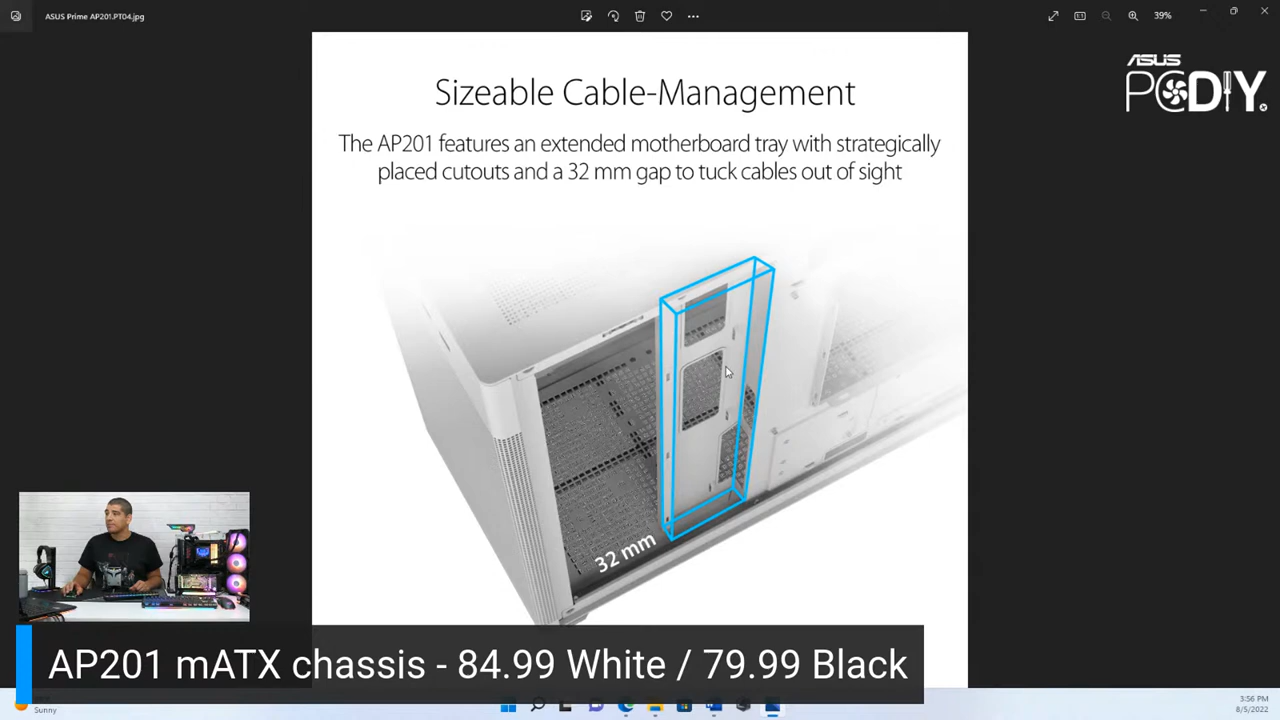 ASUS Prime AP201.PT04.jpg
39%
ASUS
PCDIY.
Sizeable Cable-Management
The AP201 features an extended motherboard tray with strategically
placed cutouts and a 32 mm gap to tuck cables out of sight
32 mm
AP201 mATX chassis - 84.99 White / 79.99 Black
Sunny
3:56 PM
8/5/2022